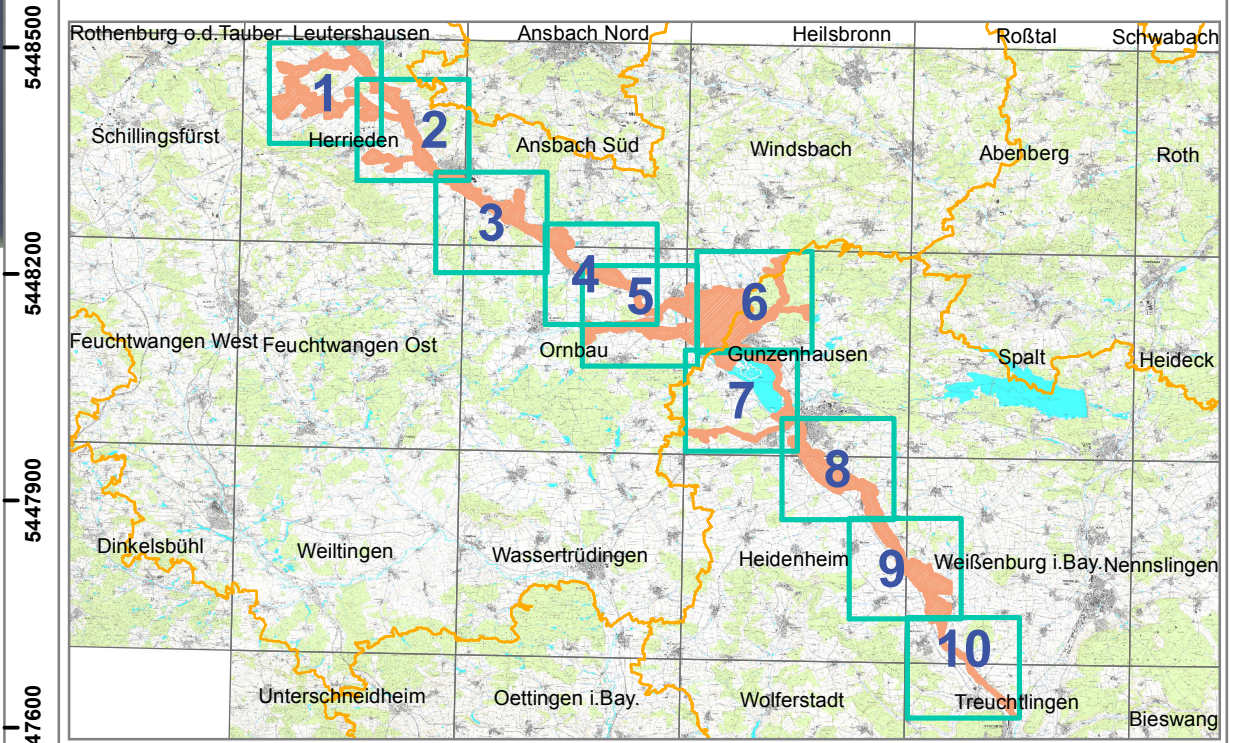 5448500
5448200
5447900
5447600
Rothenburg o.d.Tauber Leutershausen Ansbach Nord Heilsbronn Roßtal Schwabach
1
2
Schillingsfürst Herrieden Ansbach Süd Windsbach Abenberg Roth
3
4
5
6
Feuchtwangen West Feuchtwangen Ost Ornbau Gunzenhausen Spalt Heideck
7
8
Dinkelsbühl Weiltingen Wassertrüdingen Heidenheim 9 Weißenburg i.Bay. Nennslingen
10
Unterschneidheim Oettingen i.Bay. Wolferstadt Treuchtlingen Bieswang